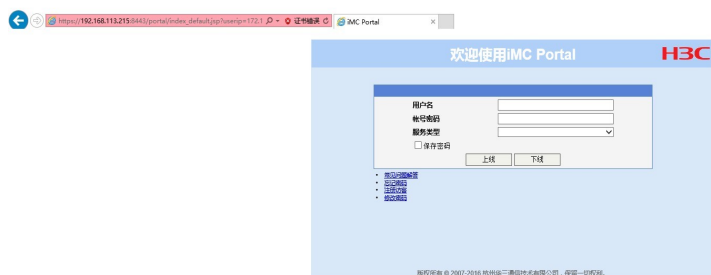 https://192.168.113.215:8443/portal/index_default.jsp?userip=172.1 证书错误 iMC Portal
欢迎使用iMC Portal H3C
用户名
帐号密码
服务类型
保存密码
上线 下线
常见问题解答
忘记密码
注册访客
修改密码
版权所有 © 2007-2016 杭州华三通信技术有限公司,保留一切权利。